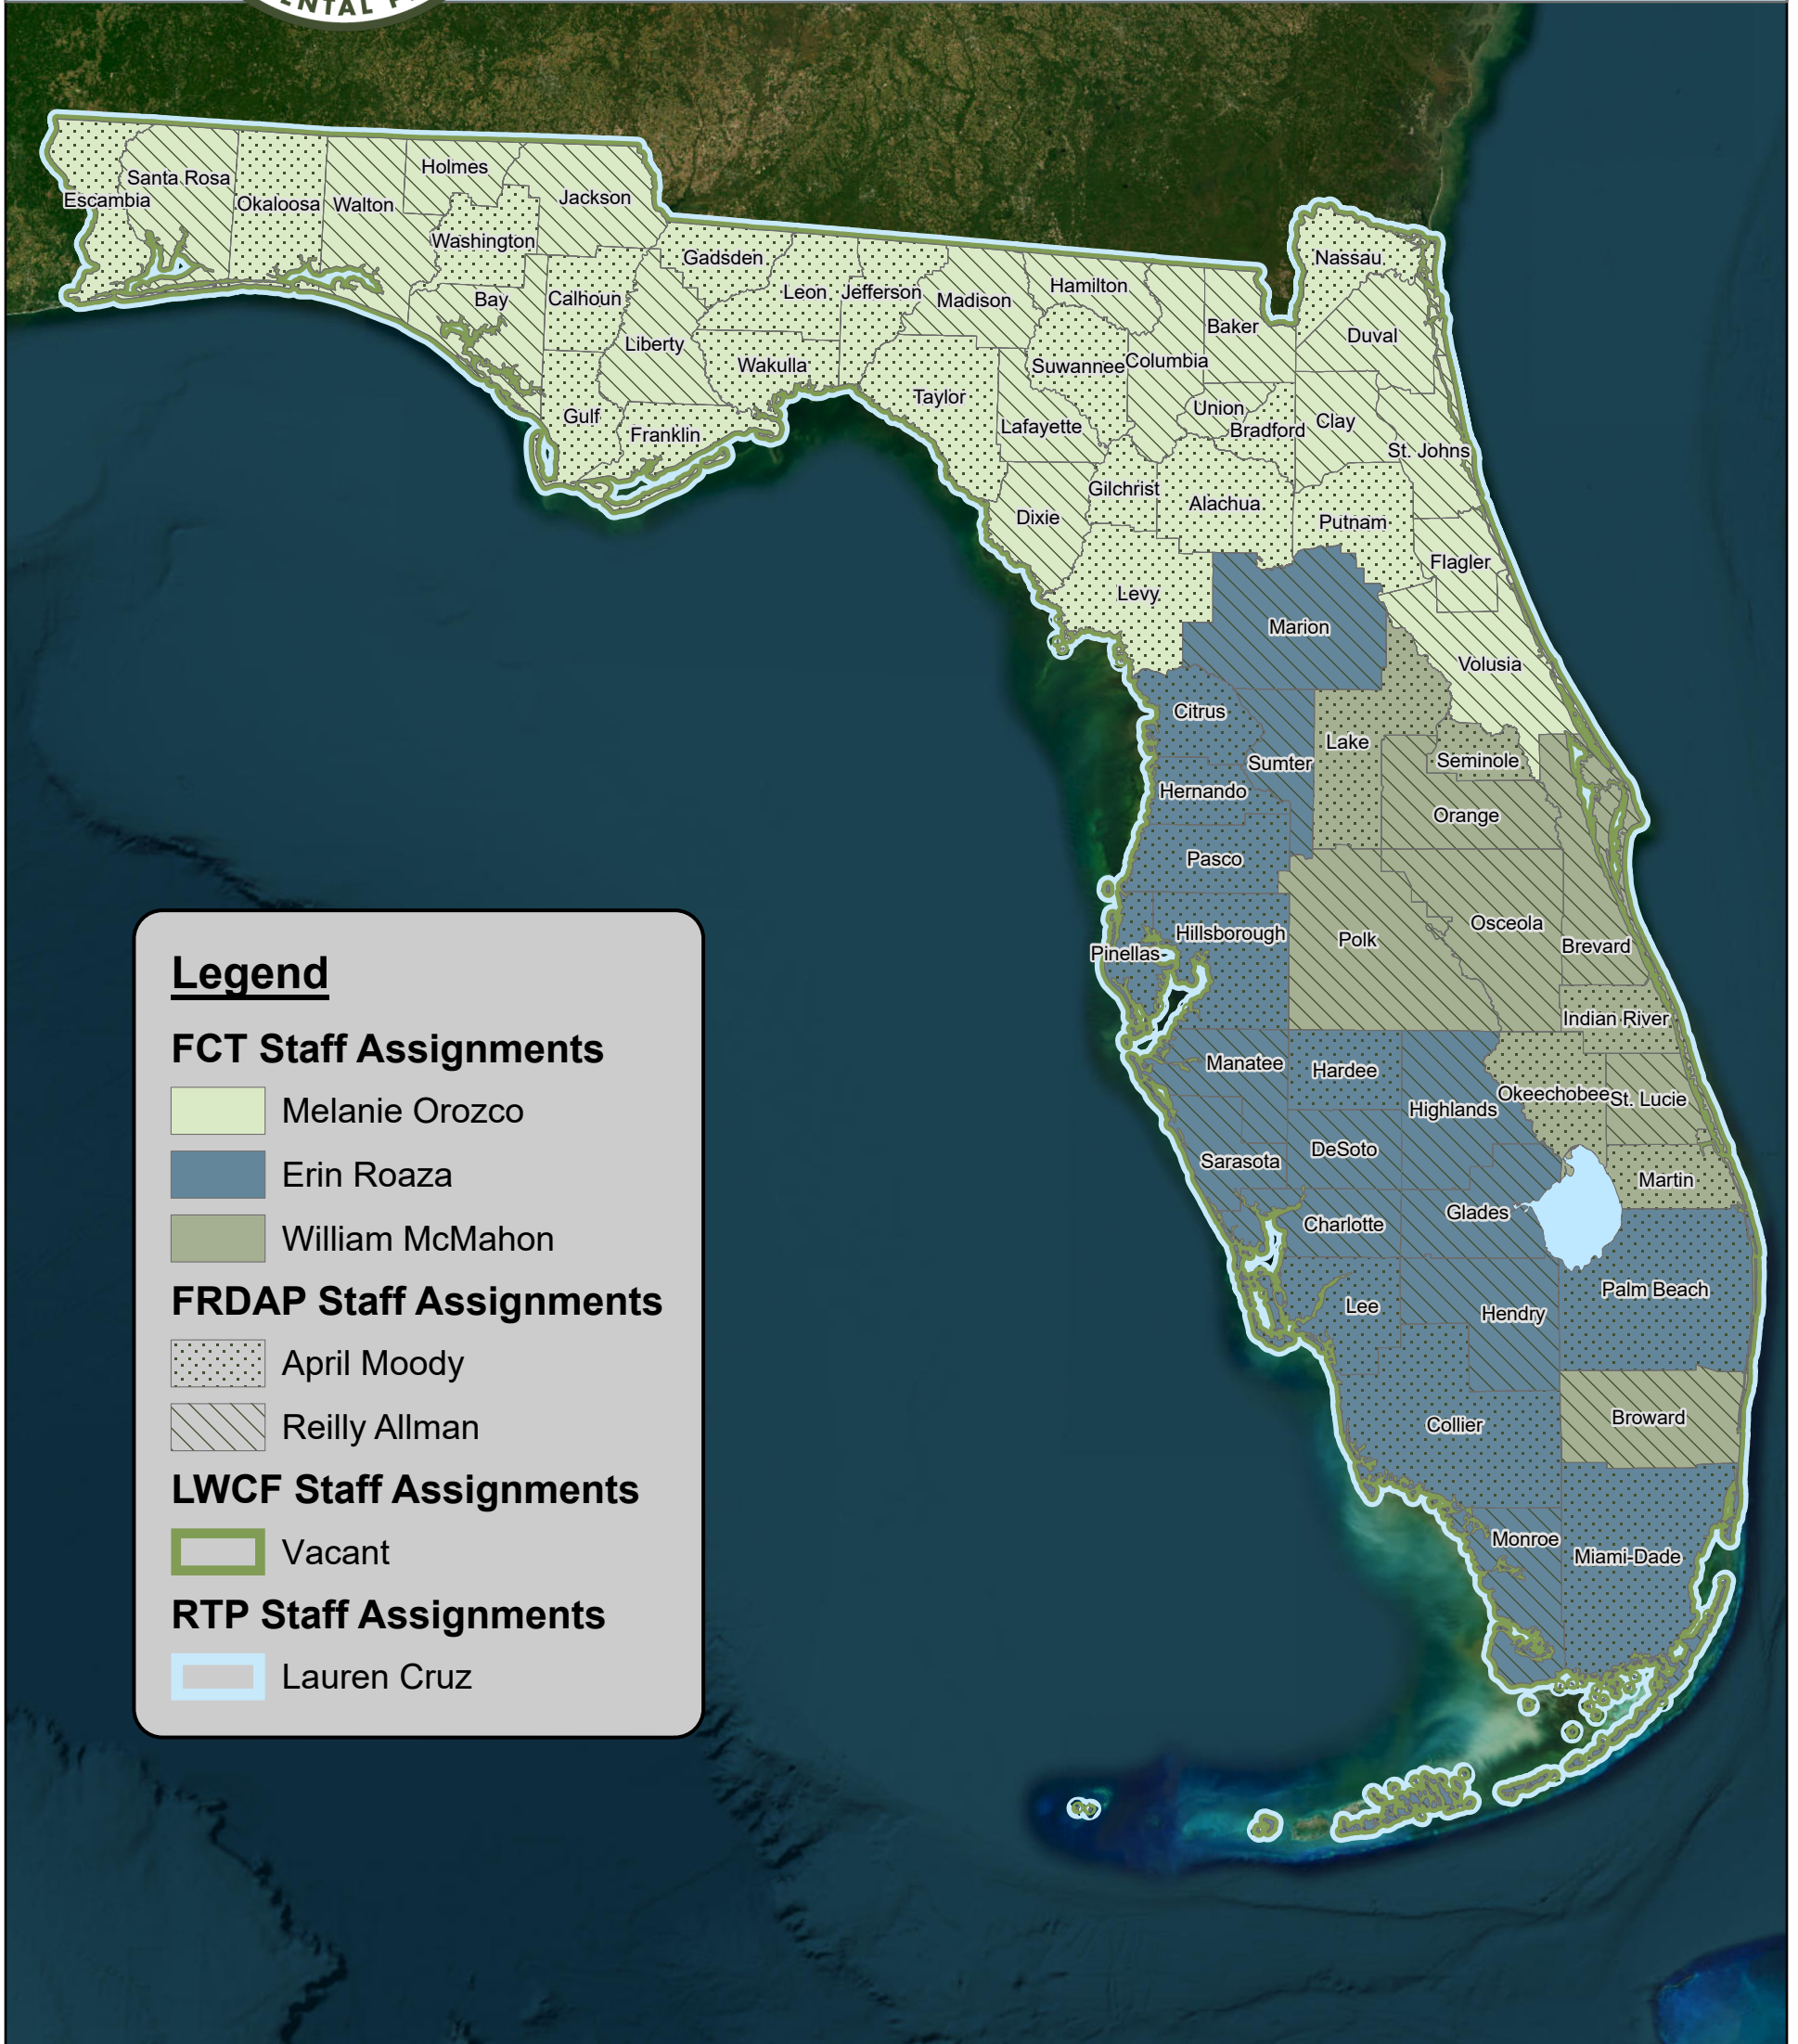 ENTAL P
Santa Rosa
Escambia
Okaloosa
Walton
Holmes
Jackson
Washington
Bay
Calhoun
Gadsden
Leon
Jefferson
Madison
Hamilton
Nassau
Liberty
Wakulla
Taylor
Suwannee
Columbia
Baker
Duval
Gulf
Franklin
Lafayette
Union
Bradford
Clay
St. Johns
Dixie
Gilchrist
Alachua
Putnam
Flagler
Levy
Marion
Volusia
Citrus
Lake
Sumter
Seminole
Hernando
Orange
Pasco
Hillsborough
Pinellas
Polk
Osceola
Brevard
Indian River
Manatee
Hardee
Highlands
Okeechobee
St. Lucie
Sarasota
DeSoto
Martin
Charlotte
Glades
Lee
Hendry
Palm Beach
Collier
Broward
Monroe
Miami-Dade
Legend
FCT Staff Assignments
Melanie Orozco
Erin Roaza
William McMahon
FRDAP Staff Assignments
April Moody
Reilly Allman
LWCF Staff Assignments
Vacant
RTP Staff Assignments
Lauren Cruz